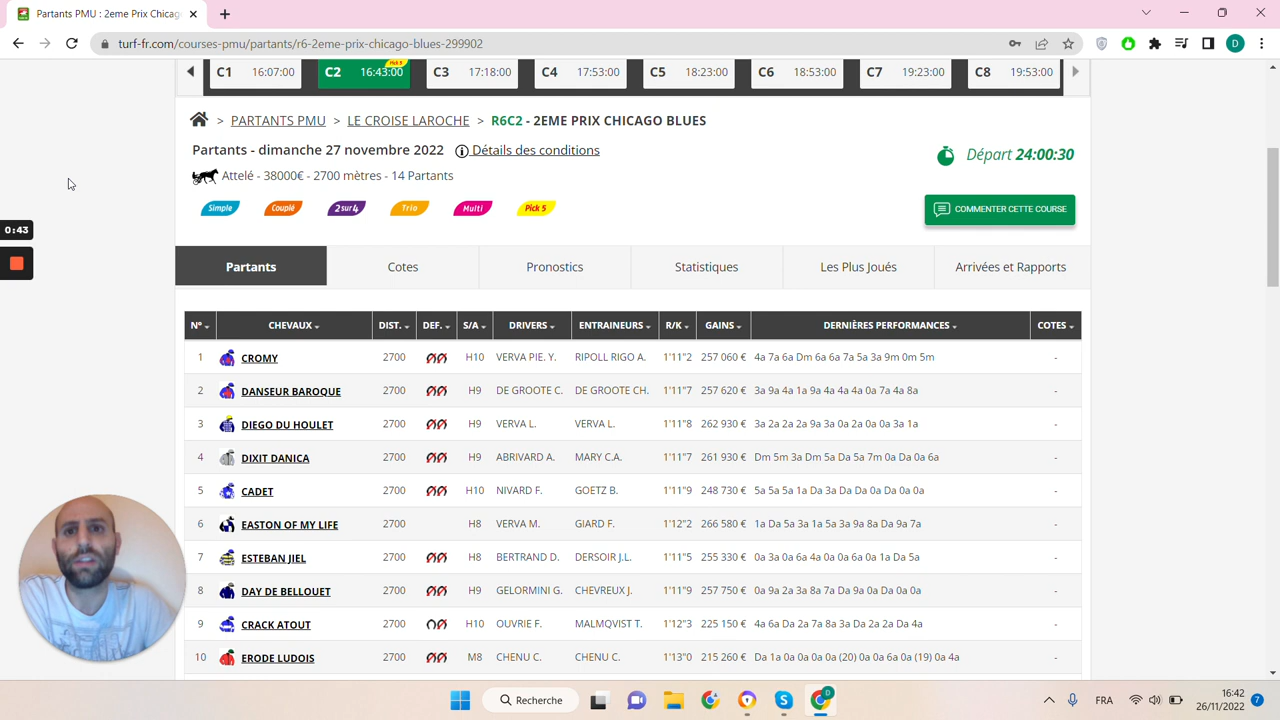 Partants PMU : 2eme Prix Chicag
turf-fr.com/courses-pmu/partants/r6-2eme-prix-chicago-blues-299902
D
C1 16:07:00 C2 16:43:00 Pick 5 C3 17:18:00 C4 17:53:00 C5 18:23:00 C6 18:53:00 C7 19:23:00 C8 19:53:00
> PARTANTS PMU > LE CROISE LAROCHE > R6C2 - 2EME PRIX CHICAGO BLUES
Partants - dimanche 27 novembre 2022 Détails des conditions
Départ 24:00:30
Attelé - 38000€ - 2700 mètres - 14 Partants
Simple Couplé 2sur4 Trio Multi Pick 5
COMMENTER CETTE COURSE
0:43
Partants Cotes Pronostics Statistiques Les Plus Joués Arrivées et Rapports
N° CHEVAUX DIST. DEF. S/A DRIVERS ENTRAINEURS R/K GAINS DERNIÈRES PERFORMANCES COTES
1 CROMY 2700 H10 VERVA PIE. Y. RIPOLL RIGO A. 1'11"2 257 060 € 4a 7a 6a Dm 6a 6a 7a 5a 3a 9m 0m 5m -
2 DANSEUR BAROQUE 2700 H9 DE GROOTE C. DE GROOTE CH. 1'11"7 257 620 € 3a 9a 4a 1a 9a 4a 4a 4a 0a 7a 4a 8a -
3 DIEGO DU HOULET 2700 H9 VERVA L. VERVA L. 1'11"8 262 930 € 3a 2a 2a 2a 9a 3a 0a 2a 0a 0a 3a 1a -
4 DIXIT DANICA 2700 H9 ABRIVARD A. MARY C.A. 1'11"7 261 930 € Dm 5m 3a Dm 5a Da 5a 7m 0a Da 0a 6a -
5 CADET 2700 H10 NIVARD F. GOETZ B. 1'11"9 248 730 € 5a 5a 5a 1a Da 3a Da Da 0a Da 0a 0a -
6 EASTON OF MY LIFE 2700 H8 VERVA M. GIARD F. 1'12"2 266 580 € 1a Da 5a 3a 1a 5a 3a 9a 8a Da 9a 7a -
7 ESTEBAN JIEL 2700 H8 BERTRAND D. DERSOIR J.L. 1'11"5 255 330 € 0a 3a 0a 6a 4a 0a 0a 6a 0a 1a Da 5a -
8 DAY DE BELLOUET 2700 H9 GELORMINI G. CHEVREUX J. 1'11"9 257 750 € 0a 9a 2a 3a 8a 7a Da 9a 0a Da 0a 0a -
9 CRACK ATOUT 2700 H10 OUVRIE F. MALMQVIST T. 1'12"3 225 150 € 4a 6a Da 2a 7a 8a 3a Da 2a 2a Da 4a -
10 ERODE LUDOIS 2700 M8 CHENU C. CHENU C. 1'13"0 215 260 € Da 1a 0a 0a 0a 0a (20) 0a 0a 6a 0a (19) 0a 4a -
Recherche
D
FRA
16:42
26/11/2022
7